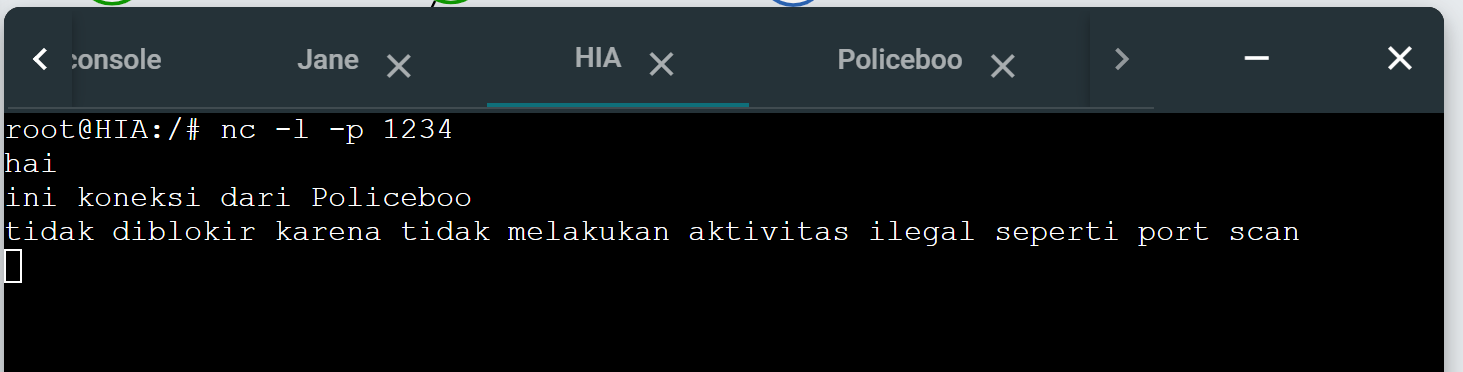 console Jane HIA Policeboo
root@HIA:/# nc -l -p 1234
hai
ini koneksi dari Policeboo
tidak diblokir karena tidak melakukan aktivitas ilegal seperti port scan